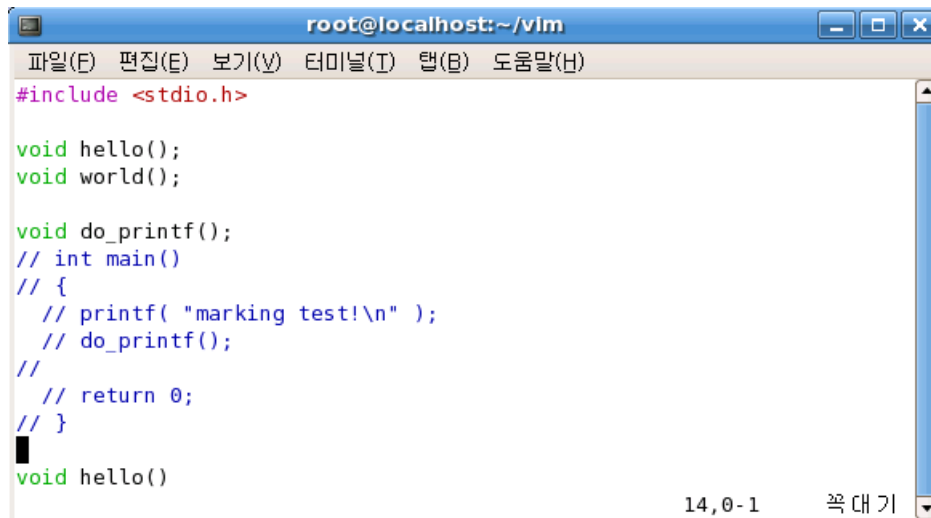 root@localhost:~/vim
파일(F) 편집(E) 보기(V) 터미널(T) 탭(B) 도움말(H)
#include <stdio.h>
void hello();
void world();
void do_printf();
// int main()
// {
// printf( "marking test!\n" );
// do_printf();
//
// return 0;
// }
void hello()
14,0-1 꼭대기